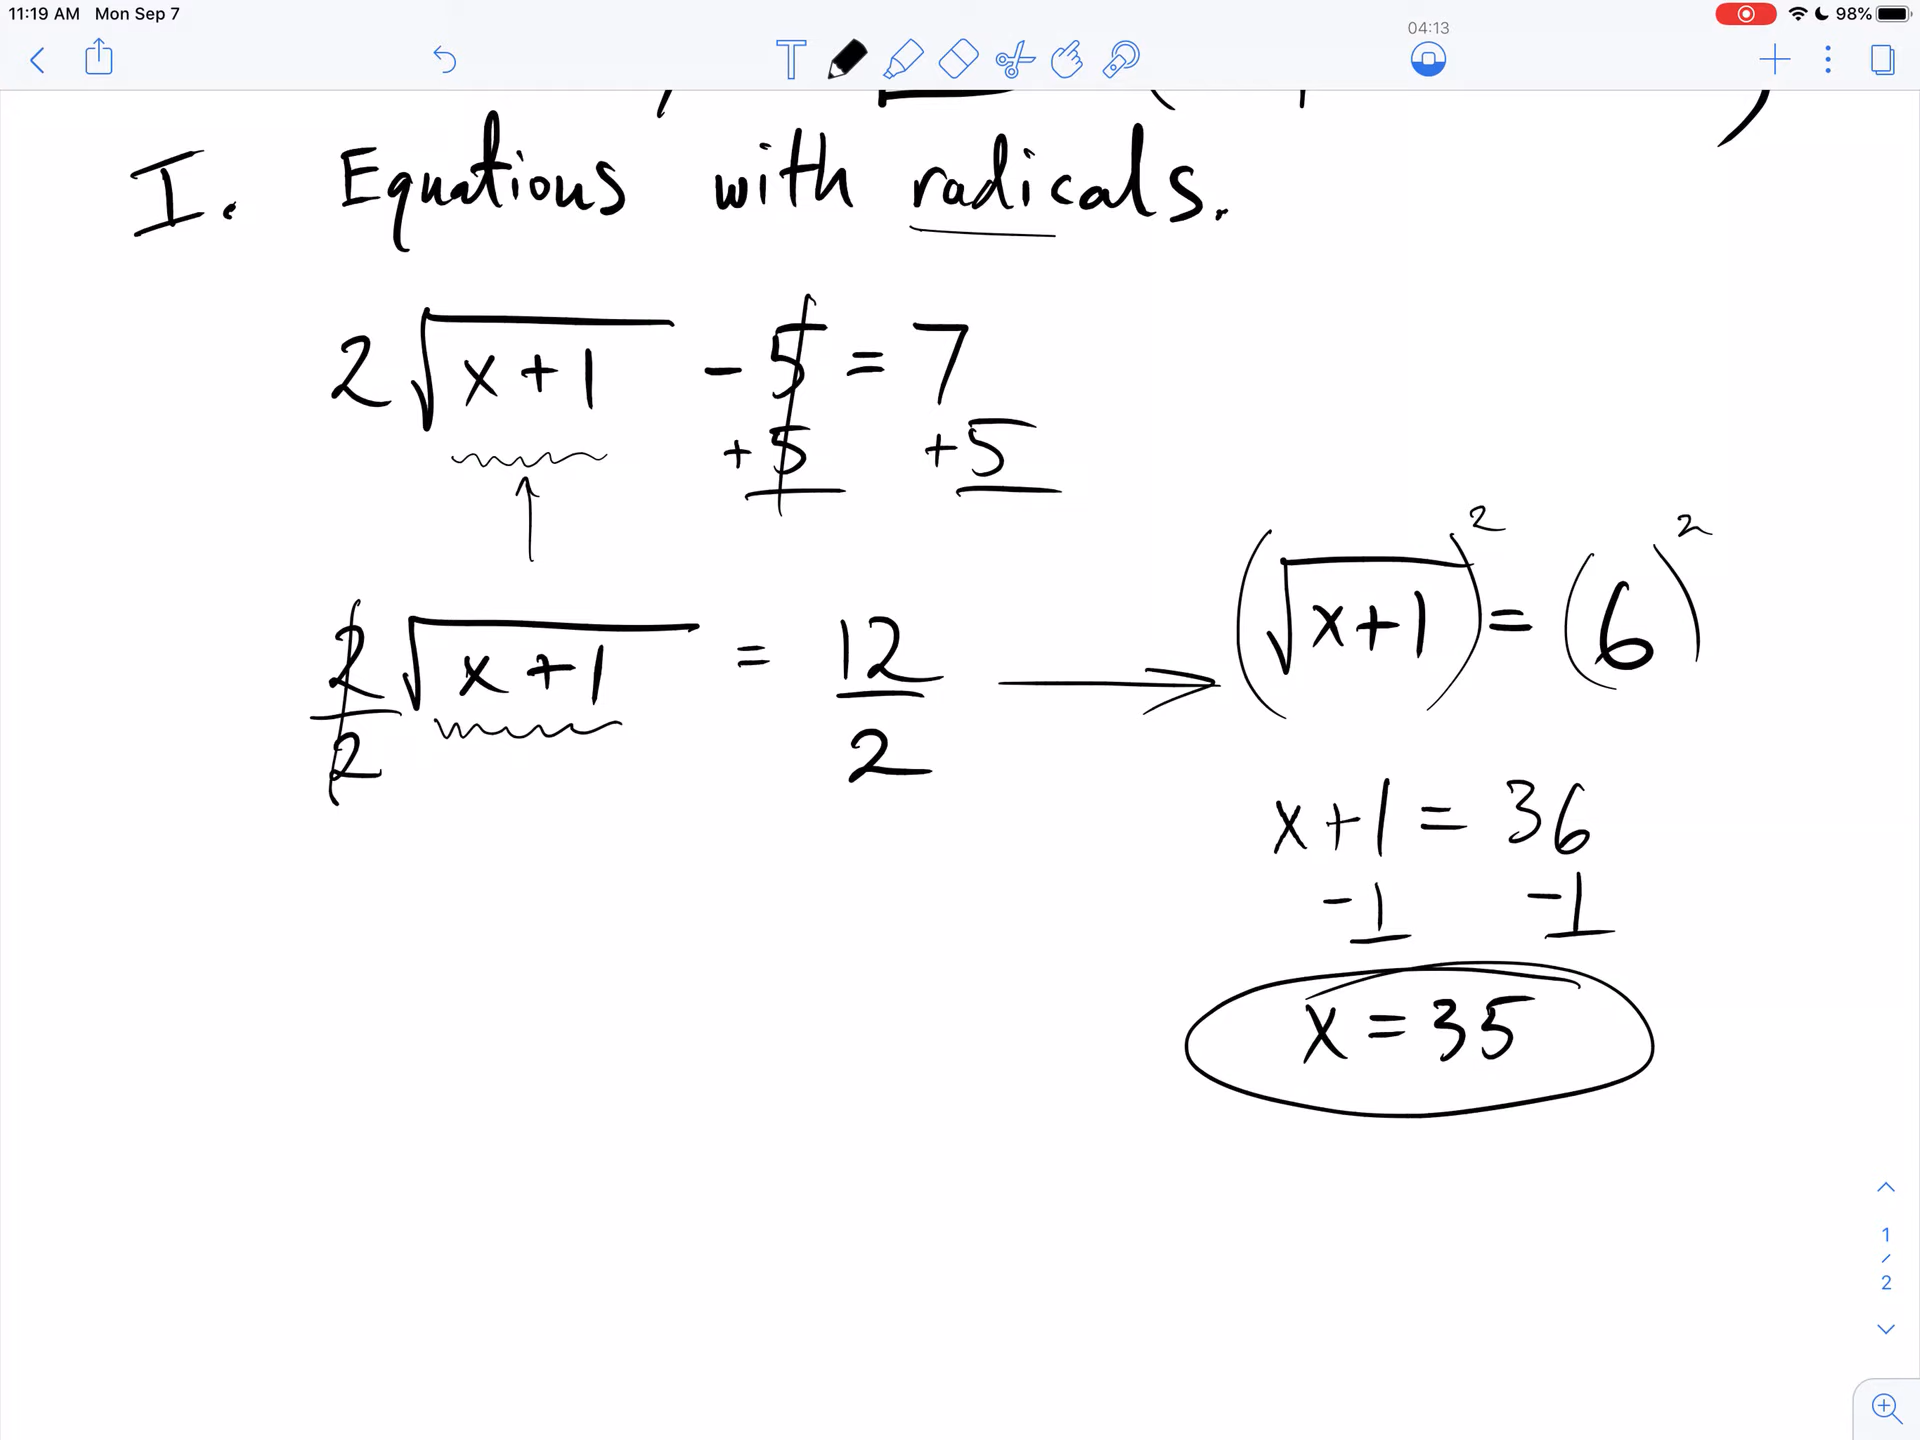 11:19 AM Mon Sep 7
98%
04:13
I. Equations with radicals.
2√(x+1) - 5 = 7
+5 +5
2√(x+1) / 2 = 12 / 2
(√(x+1))² = (6)²
x+1 = 36
-1 -1
x = 35
1
/
2